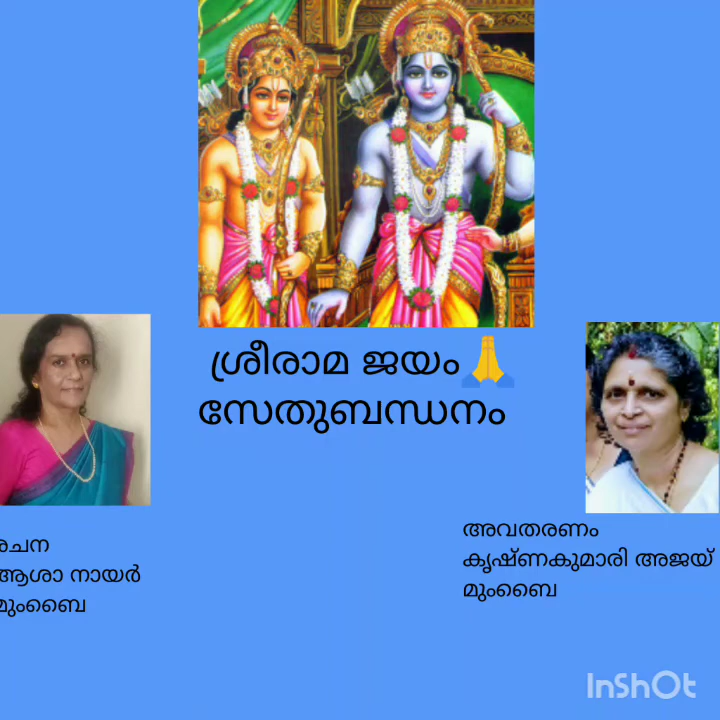 ശ്രീരാമ ജയം🙏
സേതുബന്ധനം
രചന
ആശാ നായർ
മുംബൈ
അവതരണം
കൃഷ്ണകുമാരി അജയ്
മുംബൈ
InShOt